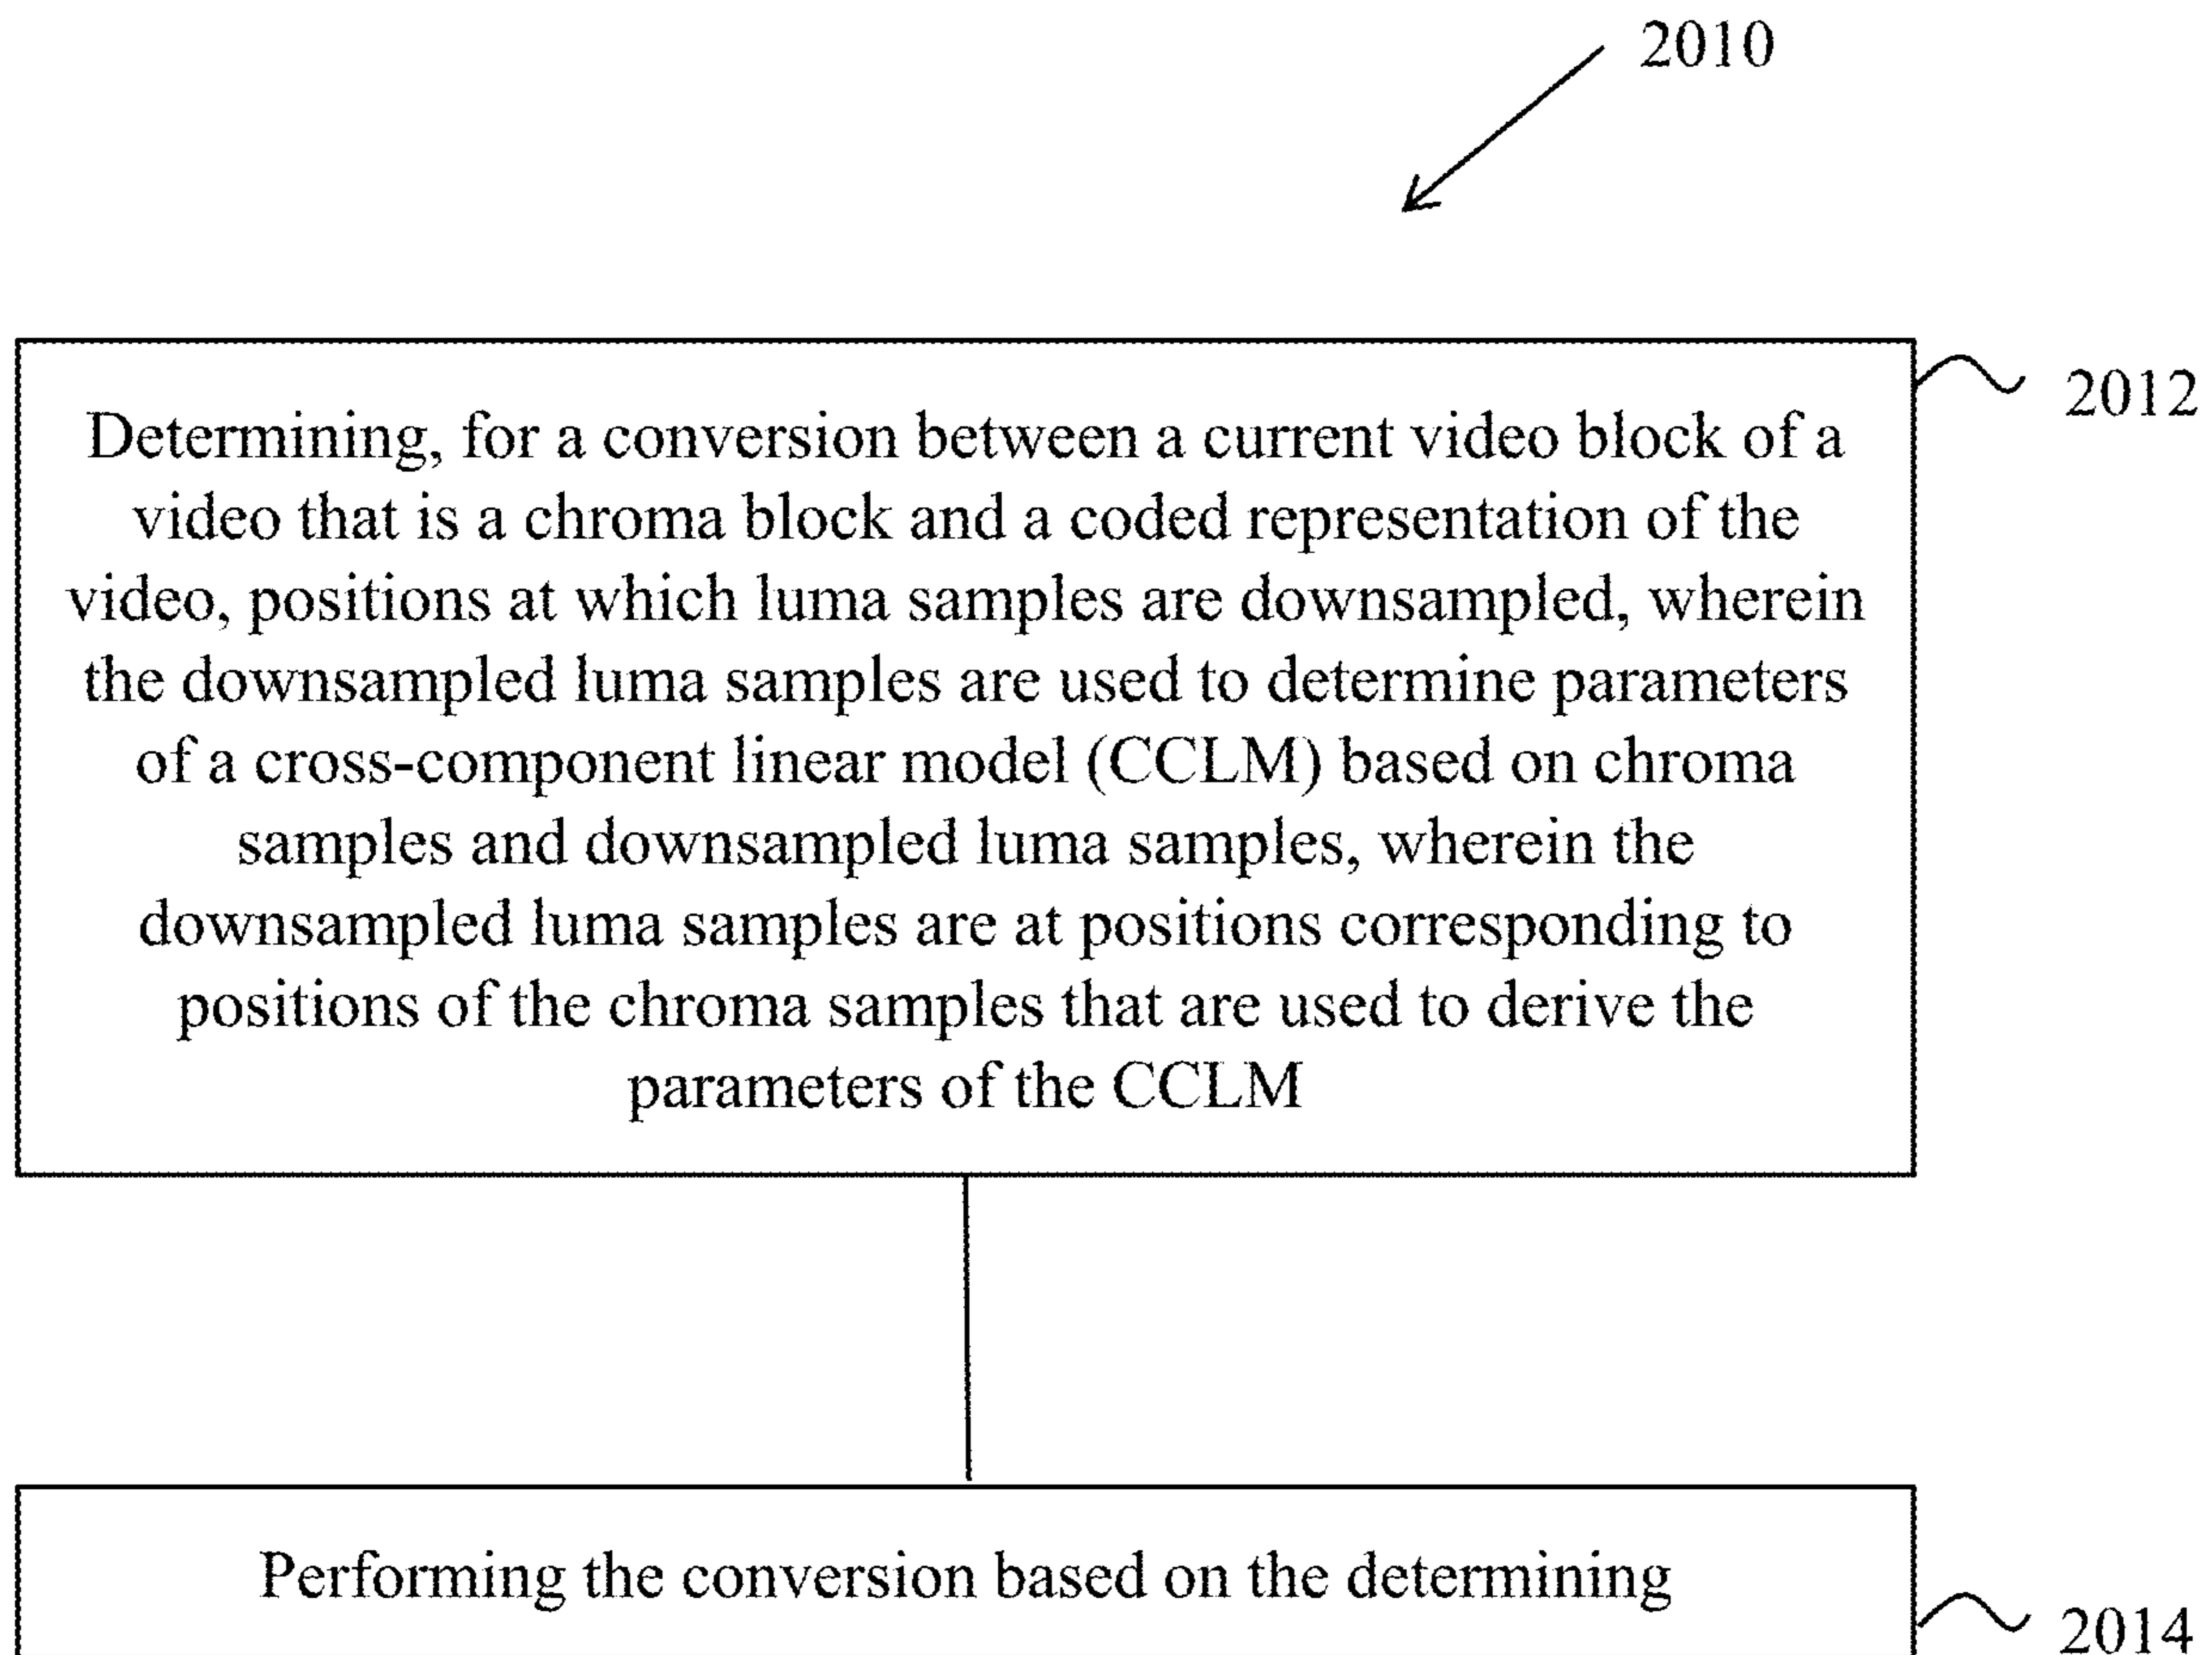 2010
2012
Determining, for a conversion between a current video block of a
video that is a chroma block and a coded representation of the
video, positions at which luma samples are downsampled, wherein
the downsampled luma samples are used to determine parameters
of a cross-component linear model (CCLM) based on chroma
samples and downsampled luma samples, wherein the
downsampled luma samples are at positions corresponding to
positions of the chroma samples that are used to derive the
parameters of the CCLM
Performing the conversion based on the determining
2014